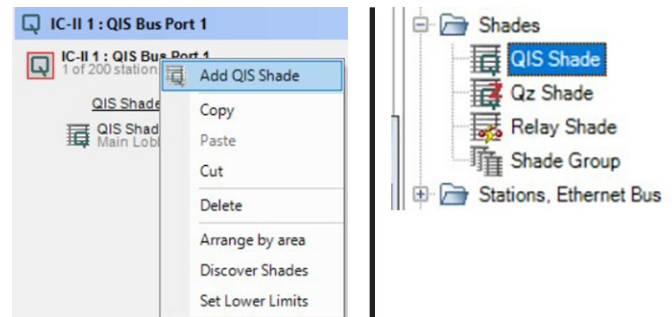 IC-II 1 : QIS Bus Port 1
IC-II 1 : QIS Bus Port 1
1 of 200 station
Add QIS Shade
QIS Shade
Copy
QIS Shad
Main Lobb
Paste
Cut
Delete
Arrange by area
Discover Shades
Set Lower Limits
Shades
QIS Shade
Qz Shade
Relay Shade
Shade Group
Stations, Ethernet Bus